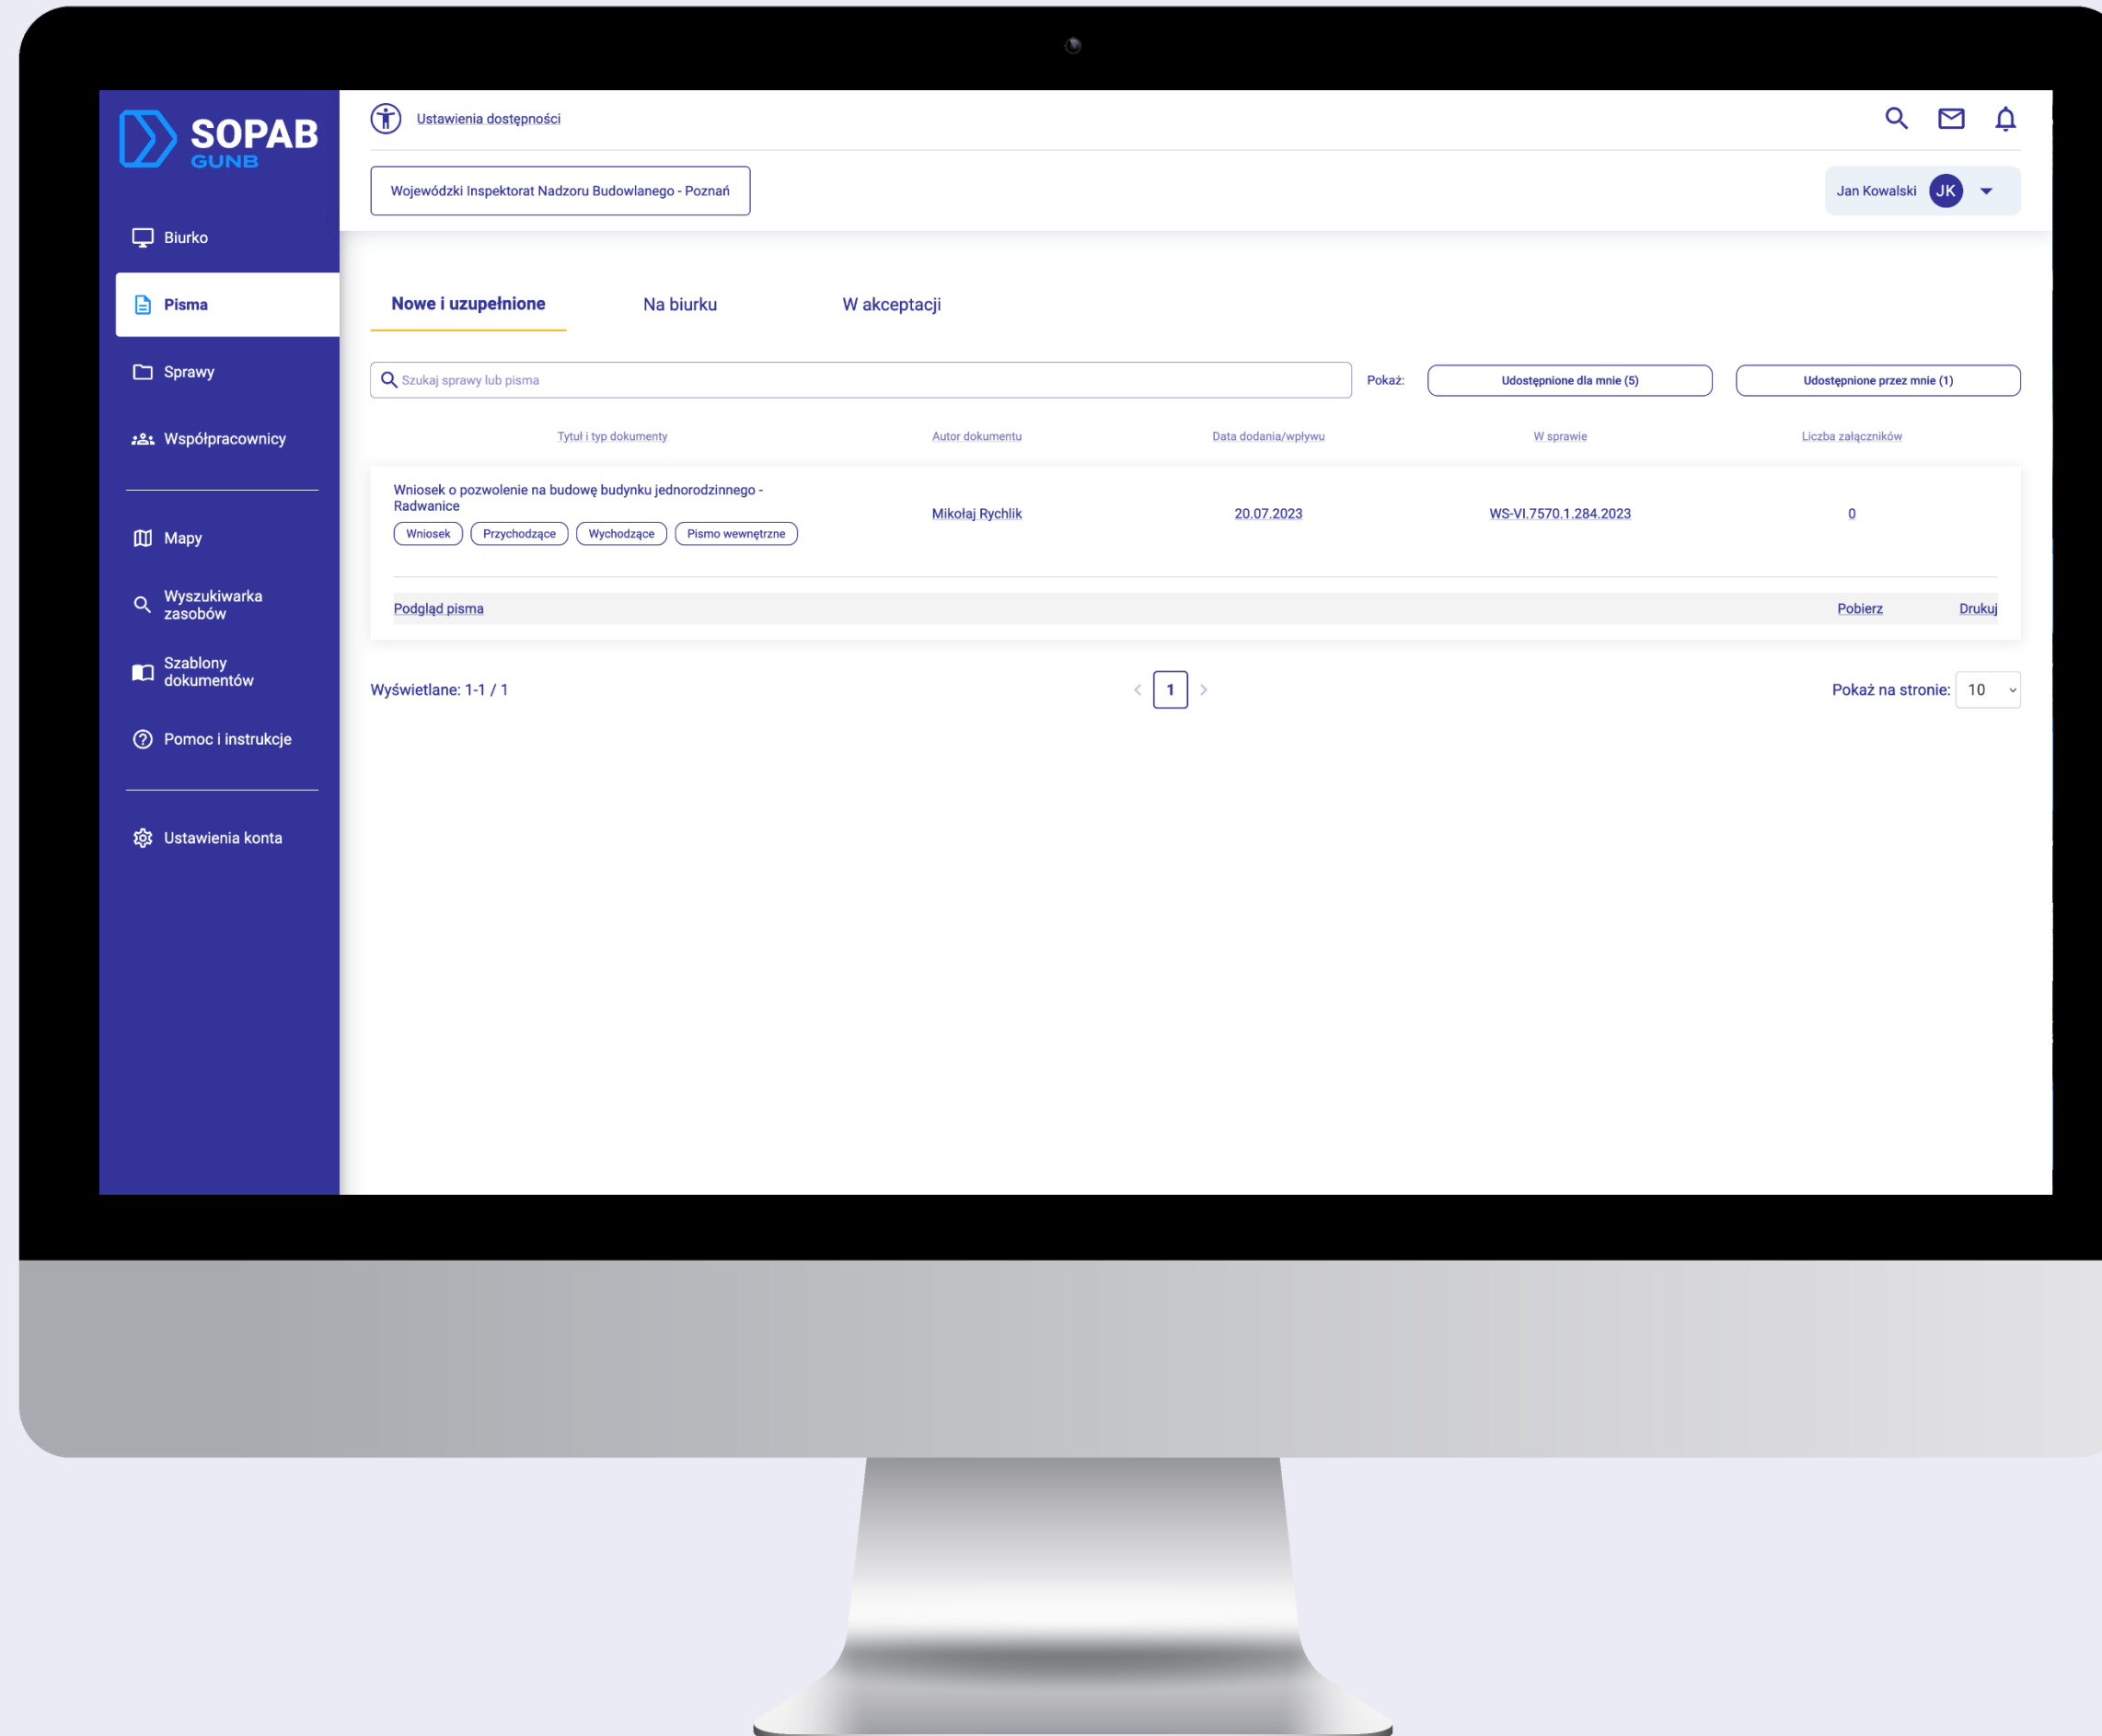 SOPAB
GUNB
Biurko
Pisma
Sprawy
Współpracownicy
Mapy
Wyszukiwarka
zasobów
Szablony
dokumentów
Pomoc i instrukcje
Ustawienia konta
Ustawienia dostępności
Wojewódzki Inspektorat Nadzoru Budowlanego - Poznań
Jan Kowalski JK
Nowe i uzupełnione Na biurku W akceptacji
Szukaj sprawy lub pisma Pokaż: Udostępnione dla mnie (5) Udostępnione przez mnie (1)
Tytuł i typ dokumenty Autor dokumentu Data dodania/wpływu W sprawie Liczba załączników
Wniosek o pozwolenie na budowę budynku jednorodzinnego -
Radwanice
Mikołaj Rychlik 20.07.2023 WS-VI.7570.1.284.2023 0
Wniosek Przychodzące Wychodzące Pismo wewnętrzne
Podgląd pisma Pobierz Drukuj
Wyświetlane: 1-1 / 1 < 1 > Pokaż na stronie: 10